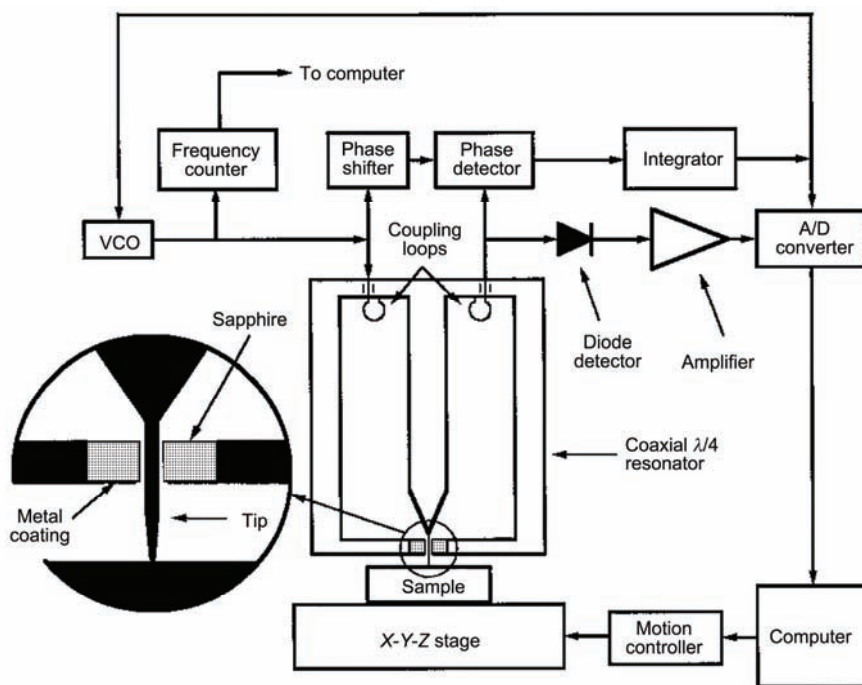 To computer
Frequency
counter
Phase
shifter
Phase
detector
Integrator
VCO
Coupling
loops
A/D
converter
Sapphire
Diode
detector
Amplifier
Coaxial λ/4
resonator
Metal
coating
Tip
Sample
X-Y-Z stage
Motion
controller
Computer